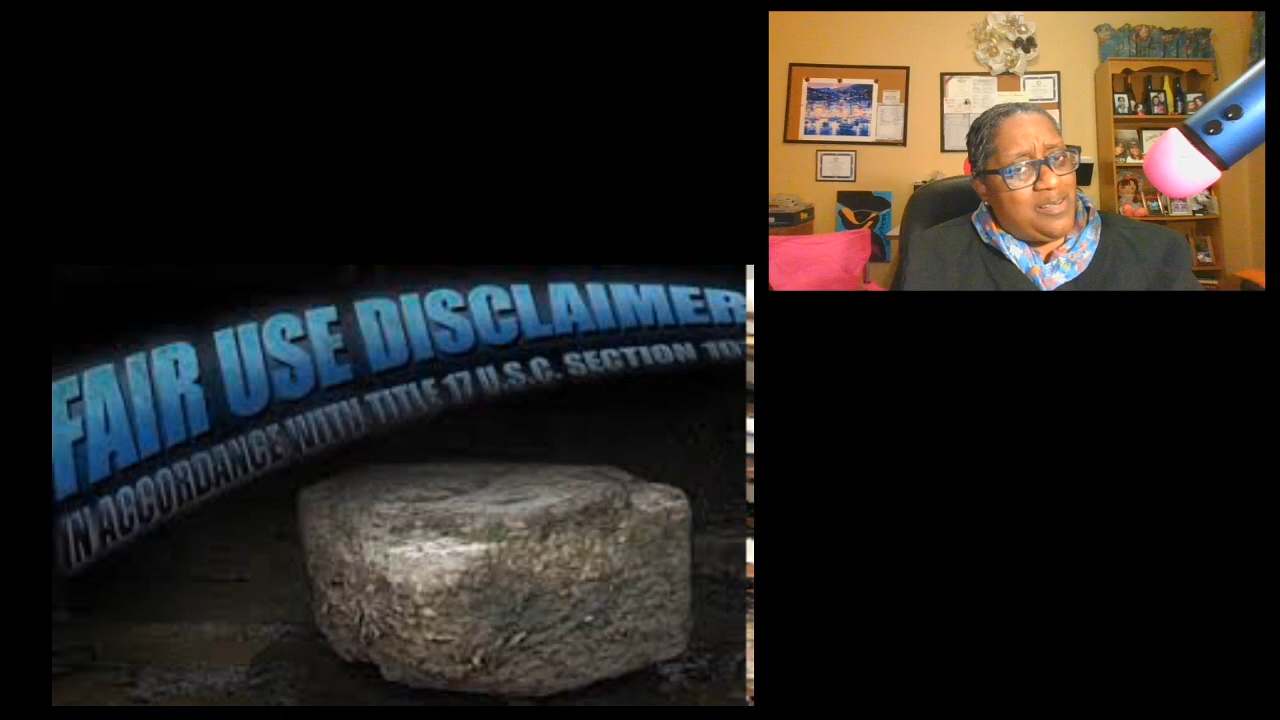 FAIR USE DISCLAIMER
IN ACCORDANCE WITH TITLE 17 U.S.C. SECTION